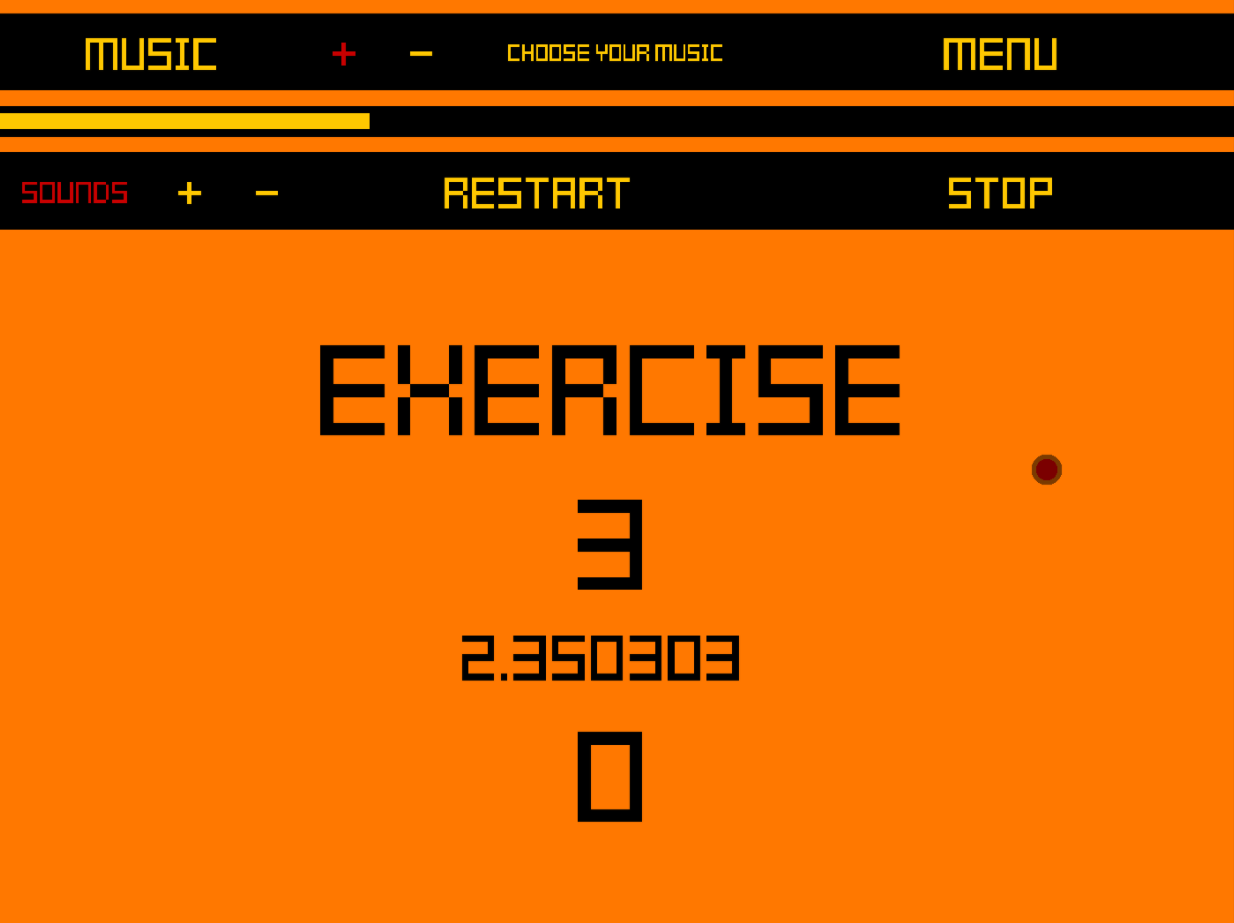 MUSIC + - CHOOSE YOUR MUSIC MENU
SOUNDS + - RESTART STOP
EXERCISE
3
2.350303
0